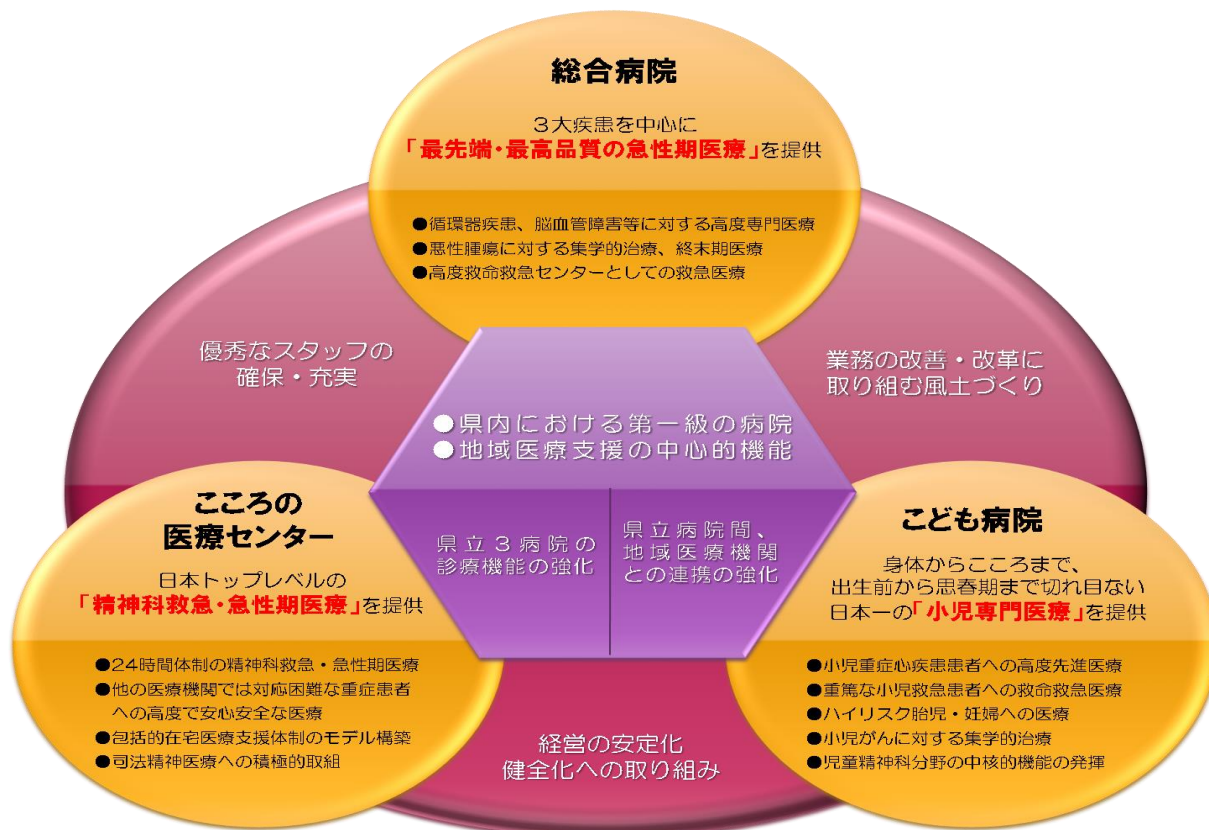 総合病院
3大疾患を中心に
「最先端・最高品質の急性期医療」を提供
●循環器疾患、脳血管障害等に対する高度専門医療
●悪性腫瘍に対する集学的治療、終末期医療
●高度救命救急センターとしての救急医療
優秀なスタッフの
確保・充実
業務の改善・改革に
取り組む風土づくり
●県内における第一級の病院
●地域医療支援の中心的機能
県立3病院の
診療機能の強化
県立病院間、
地域医療機関
との連携の強化
こころの
医療センター
日本トップレベルの
「精神科救急・急性期医療」を提供
●24時間体制の精神科救急・急性期医療
●他の医療機関では対応困難な重症患者
への高度で安心安全な医療
●包括的在宅医療支援体制のモデル構築
●司法精神医療への積極的取組
こども病院
身体からこころまで、
出生前から思春期まで切れ目ない
日本一の「小児専門医療」を提供
●小児重症心疾患患者への高度先進医療
●重篤な小児救急患者への救命救急医療
●ハイリスク胎児・妊婦への医療
●小児がんに対する集学的治療
●児童精神科分野の中核的機能の発揮
経営の安定化
健全化への取り組み